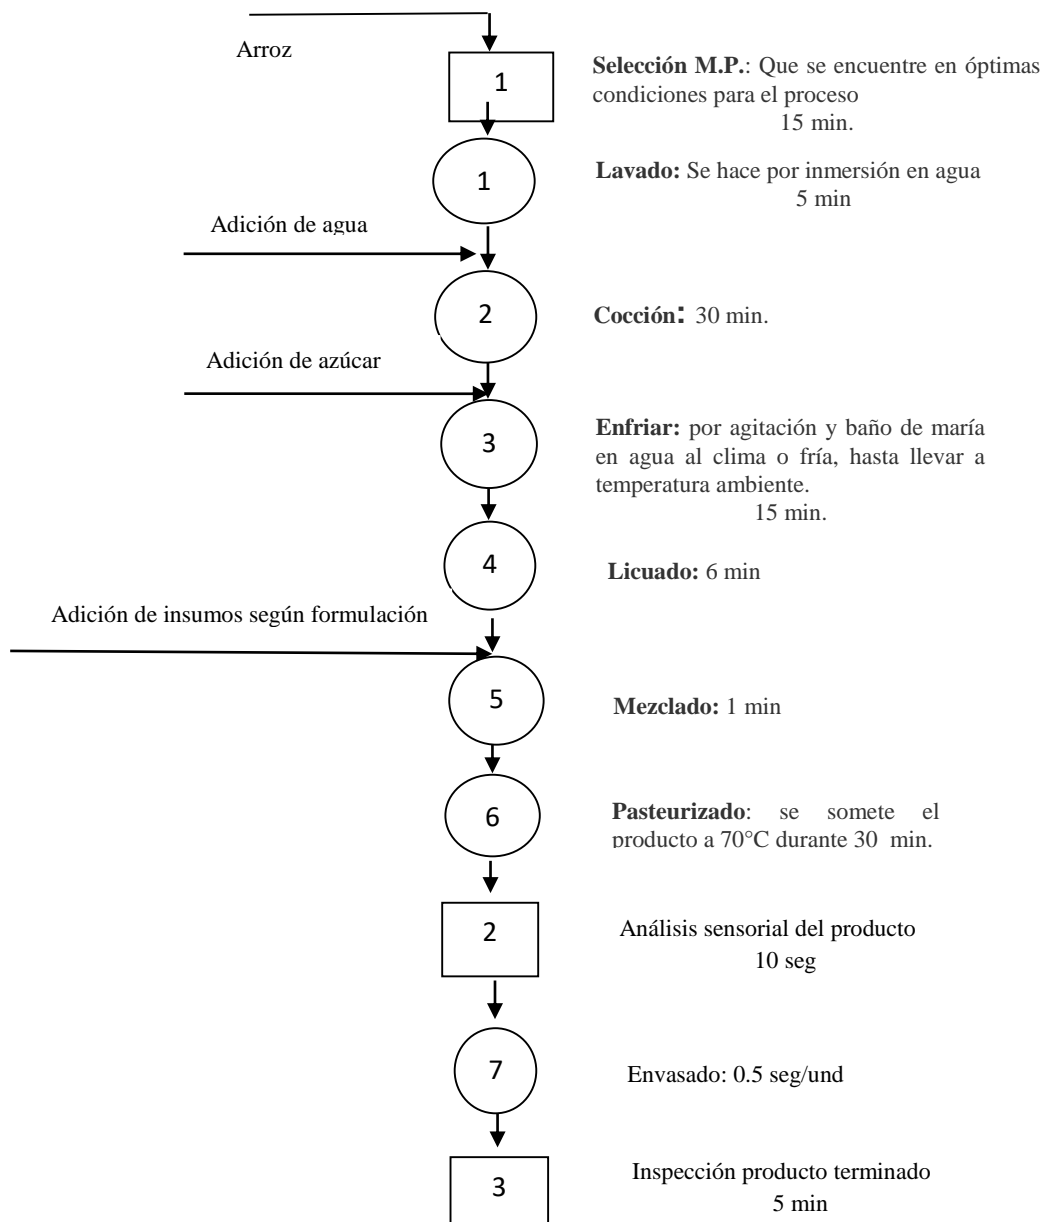 Arroz
1
Selección M.P.: Que se encuentre en óptimas
condiciones para el proceso
15 min.
1
Lavado: Se hace por inmersión en agua
5 min
Adición de agua
2
Cocción: 30 min.
Adición de azúcar
3
Enfriar: por agitación y baño de maría
en agua al clima o fría, hasta llevar a
temperatura ambiente.
15 min.
4
Licuado: 6 min
Adición de insumos según formulación
5
Mezclado: 1 min
6
Pasteurizado: se somete el
producto a 70°C durante 30 min.
2
Análisis sensorial del producto
10 seg
7
Envasado: 0.5 seg/und
3
Inspección producto terminado
5 min